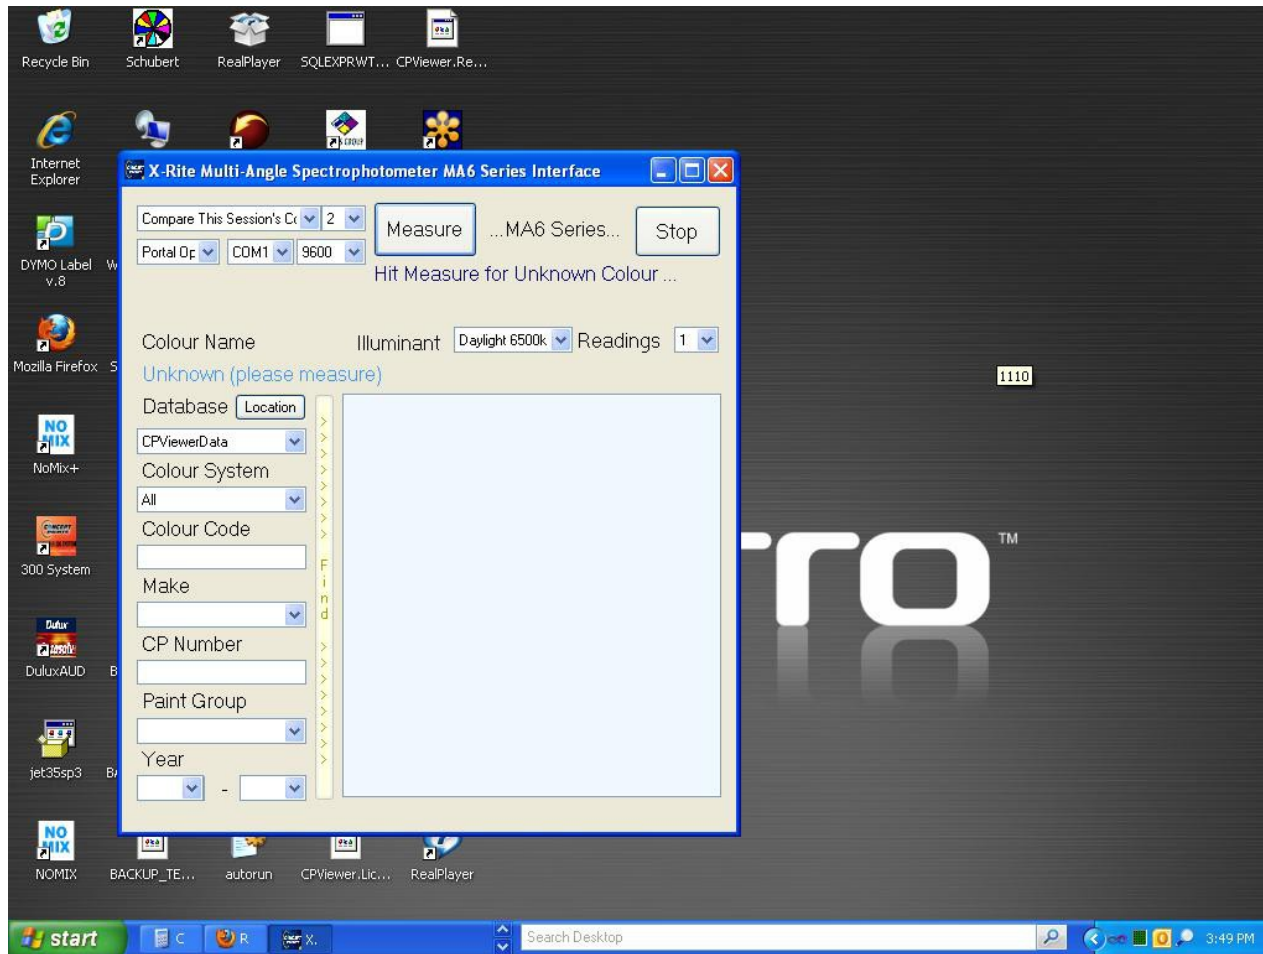 Recycle Bin
Schubert
RealPlayer
SQLEXPRWT...
CPViewer.Re...
Internet
Explorer
X-Rite Multi-Angle Spectrophotometer MA6 Series Interface
Compare This Session's Co
2
Measure
...MA6 Series...
Stop
Portal Op
COM1
9600
Hit Measure for Unknown Colour ...
DYMO Label
v.8
W
Colour Name
Illuminant
Daylight 6500k
Readings
1
Mozilla Firefox
S
Unknown (please measure)
1110
Database
Location
CPViewerData
NO
MIX
NoMix+
Colour System
All
Colour Code
300 System
Find
Make
TM
Dulux
DuluxAUD
B
CP Number
Paint Group
Year
-
jet35sp3
NO
MIX
NOMIX
BACKUP_TE...
autorun
CPViewer.Lic...
RealPlayer
start
C
R
X.
Search Desktop
3:49 PM